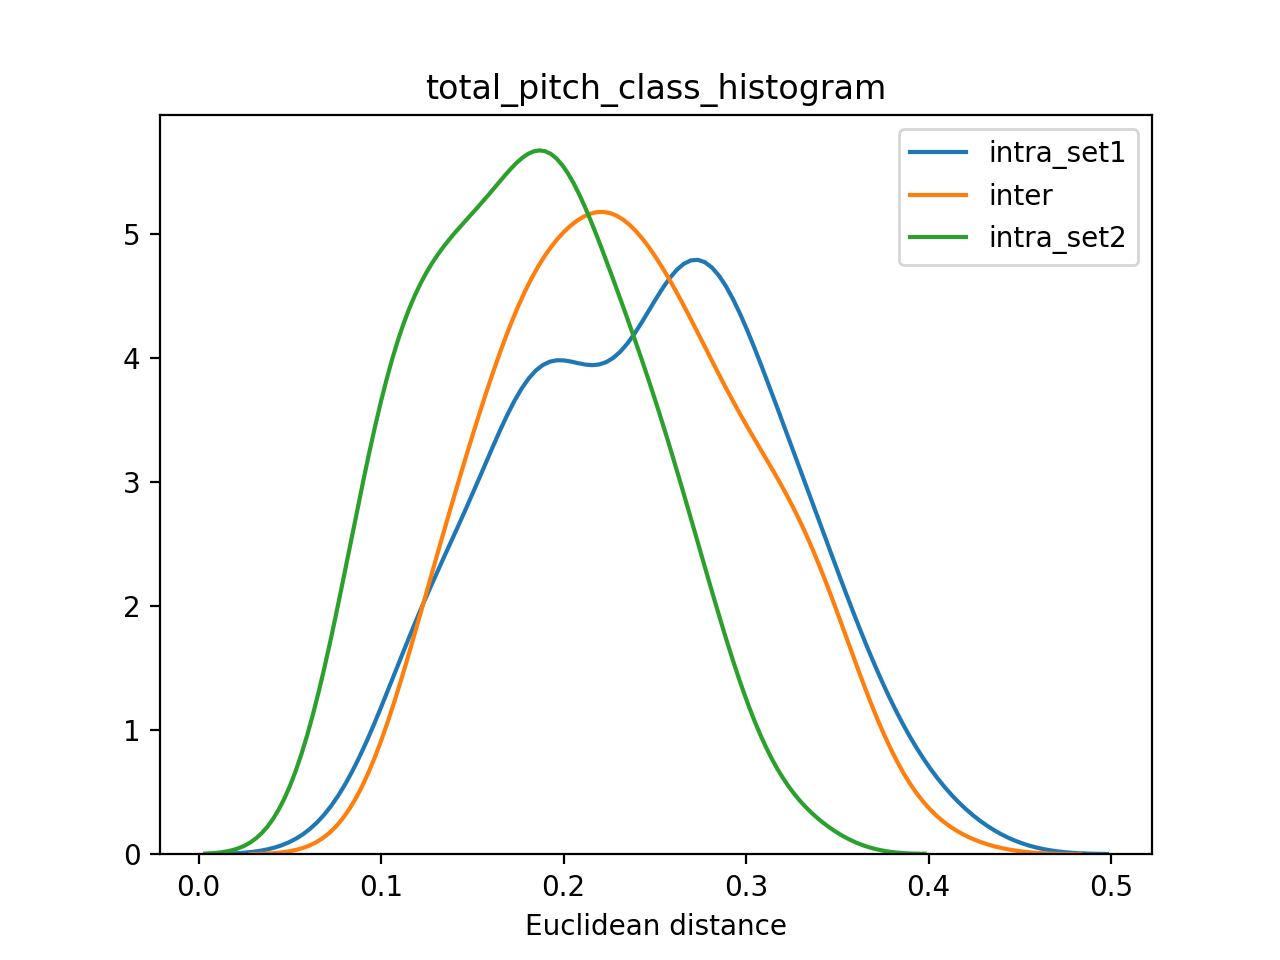 total_pitch_class_histogram
intra_set1
inter
intra_set2
5
4
3
2
1
0
0.0 0.1 0.2 0.3 0.4 0.5
Euclidean distance